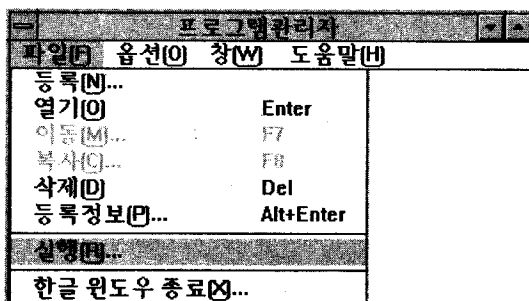 프로그램관리자
파일(F) 옵션(O) 창(W) 도움말(H)
등록(N)...
열기(O) Enter
이동(M)... F7
복사(C)... F8
삭제(D) Del
등록정보(P)... Alt+Enter
실행(R)...
한글 윈도우 종료(X)...